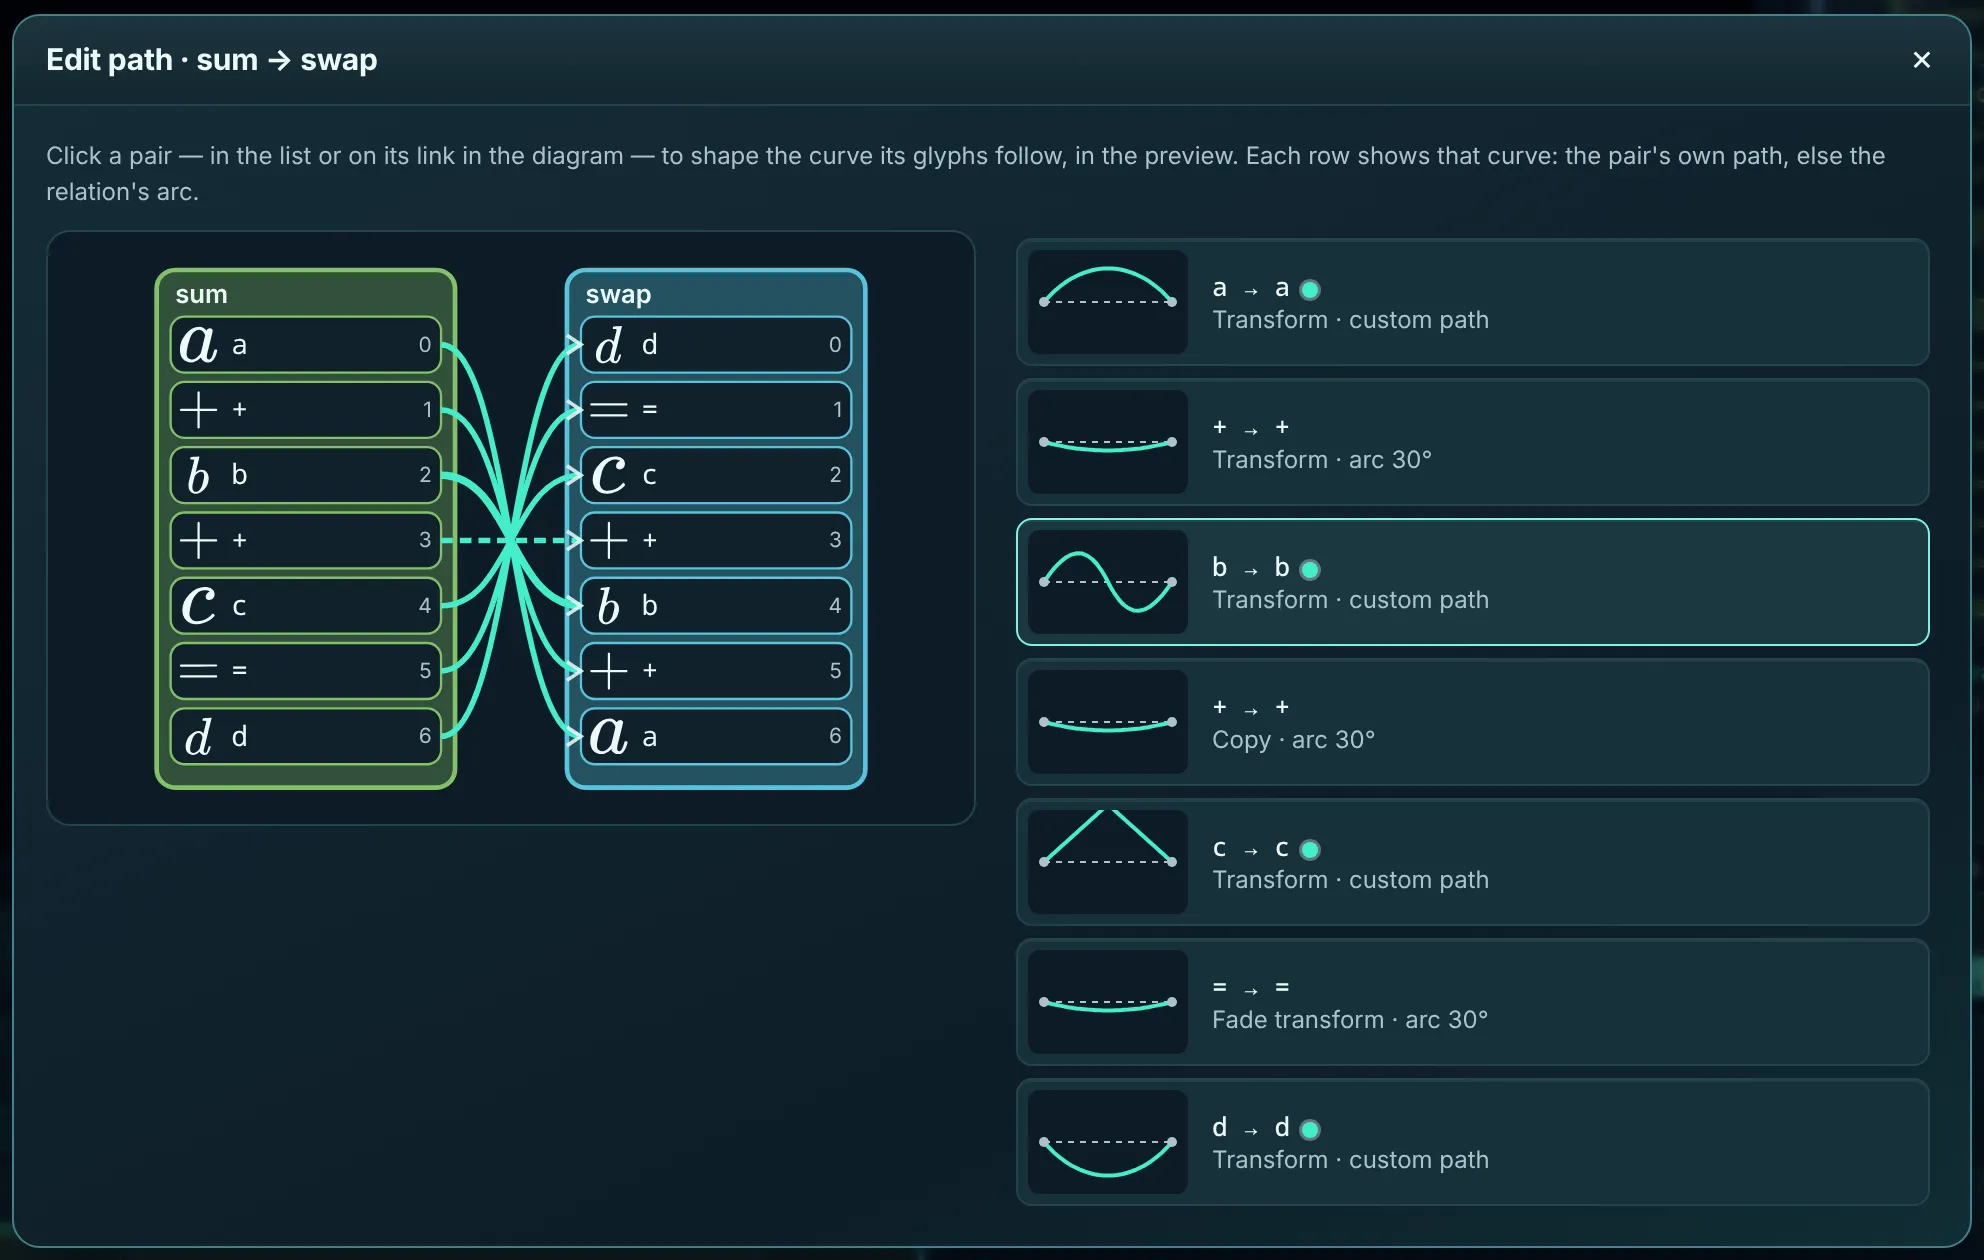 Edit path · sum → swap
×
Click a pair — in the list or on its link in the diagram — to shape the curve its glyphs follow, in the preview. Each row shows that curve: the pair's own path, else the
relation's arc.
sum
a a 0
+ + 1
b b 2
+ + 3
c c 4
= = 5
d d 6
swap
d d 0
= = 1
c c 2
+ + 3
b b 4
+ + 5
a a 6
a → a
Transform · custom path
+ → +
Transform · arc 30°
b → b
Transform · custom path
+ → +
Copy · arc 30°
c → c
Transform · custom path
= → =
Fade transform · arc 30°
d → d
Transform · custom path